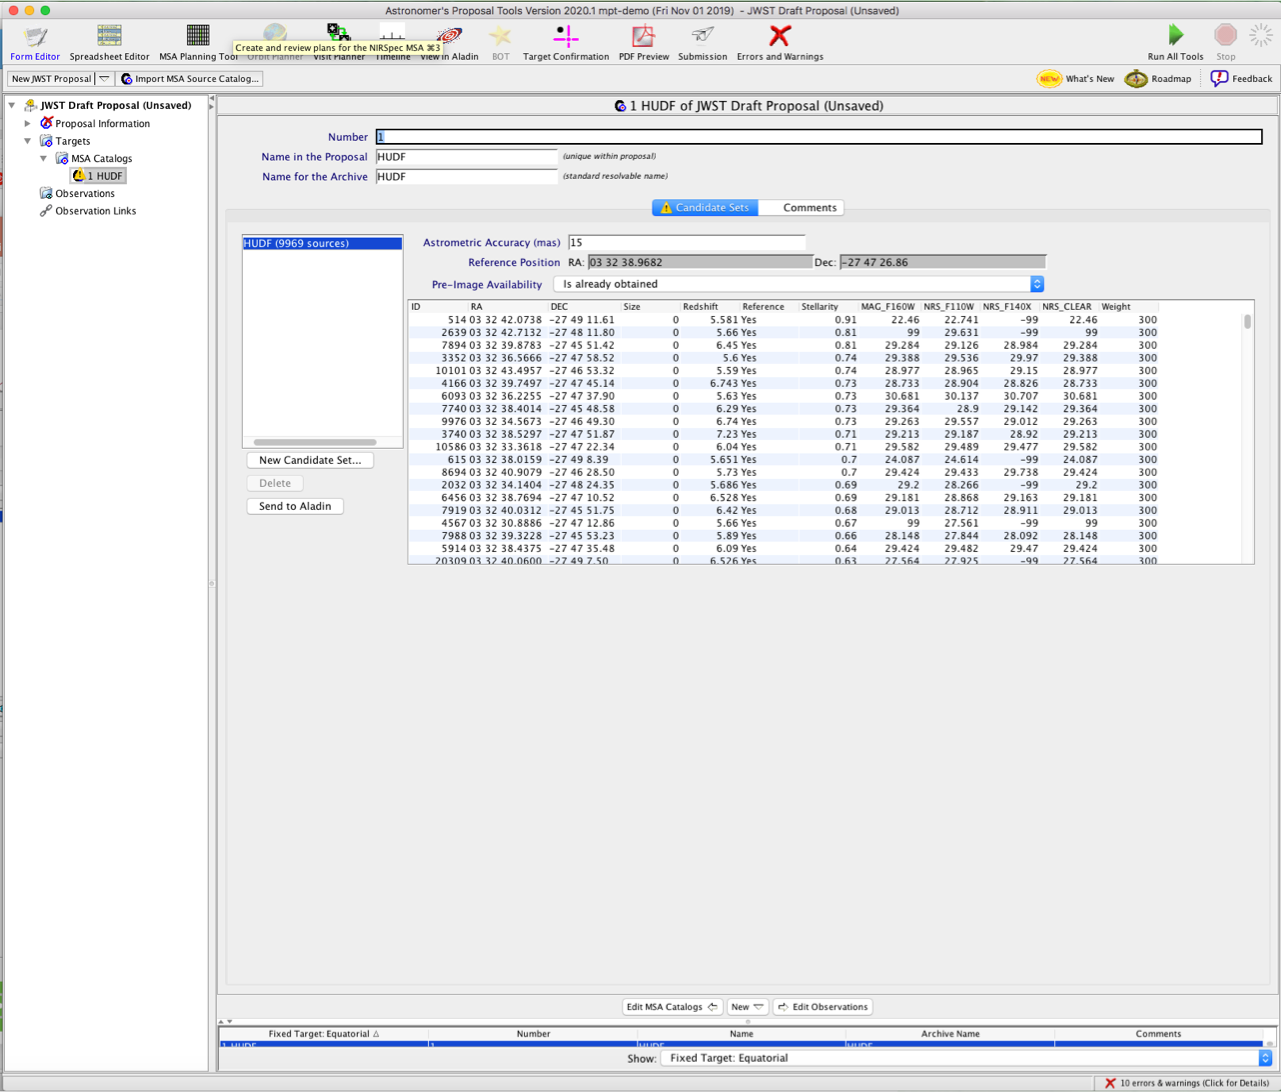 Astronomer's Proposal Tools Version 2020.1 mpt-demo (Fri Nov 01 2019) - JWST Draft Proposal (Unsaved)
Create and review plans for the NIRSpec MSA ⌘3
Form Editor Spreadsheet Editor MSA Planning Tool Orbit Planner Visit Planner Timeline View in Aladin BOT Target Confirmation PDF Preview Submission Errors and Warnings Run All Tools Stop
New JWST Proposal Import MSA Source Catalog... NEW What's New Roadmap Feedback
JWST Draft Proposal (Unsaved)
Proposal Information
Targets
MSA Catalogs
1 HUDF
Observations
Observation Links
1 HUDF of JWST Draft Proposal (Unsaved)
Number 1
Name in the Proposal HUDF (unique within proposal)
Name for the Archive HUDF (standard resolvable name)
Candidate Sets Comments
HUDF (9969 sources)
New Candidate Set...
Delete
Send to Aladin
Astrometric Accuracy (mas) 15
Reference Position RA: 03 32 38.9682 Dec: -27 47 26.86
Pre-Image Availability Is already obtained
ID RA DEC Size Redshift Reference Stellarity MAG_F160W NRS_F110W NRS_F140X NRS_CLEAR Weight
514 03 32 42.0738 -27 49 11.61 0 5.581 Yes 0.91 22.46 22.741 -99 22.46 300
2639 03 32 42.7132 -27 48 11.80 0 5.66 Yes 0.81 99 29.631 -99 99 300
7894 03 32 39.8783 -27 45 51.42 0 6.45 Yes 0.81 29.284 29.126 28.984 29.284 300
3352 03 32 36.5666 -27 47 58.52 0 5.6 Yes 0.74 29.388 29.536 29.97 29.388 300
10101 03 32 43.4957 -27 46 53.32 0 5.59 Yes 0.74 28.977 28.965 29.15 28.977 300
4166 03 32 39.7497 -27 47 45.14 0 6.743 Yes 0.73 28.733 28.904 28.826 28.733 300
6093 03 32 36.2255 -27 47 37.90 0 5.63 Yes 0.73 30.681 30.137 30.707 30.681 300
7740 03 32 38.4014 -27 45 48.58 0 6.29 Yes 0.73 29.364 28.9 29.142 29.364 300
9976 03 32 34.5673 -27 46 49.30 0 6.74 Yes 0.73 29.263 29.557 29.012 29.263 300
3740 03 32 38.5297 -27 47 51.87 0 7.23 Yes 0.71 29.213 29.187 28.92 29.213 300
10586 03 32 33.3618 -27 47 22.34 0 6.04 Yes 0.71 29.582 29.489 29.477 29.582 300
615 03 32 38.0159 -27 49 8.39 0 5.651 Yes 0.7 24.087 24.614 -99 24.087 300
8694 03 32 40.9079 -27 46 28.50 0 5.73 Yes 0.7 29.424 29.433 29.738 29.424 300
2032 03 32 34.1404 -27 48 24.35 0 5.686 Yes 0.69 29.2 28.266 -99 29.2 300
6456 03 32 38.7694 -27 47 10.52 0 6.528 Yes 0.69 29.181 28.868 29.163 29.181 300
7919 03 32 40.0312 -27 45 51.75 0 6.42 Yes 0.68 29.013 28.712 28.911 29.013 300
4567 03 32 30.8886 -27 47 12.86 0 5.66 Yes 0.67 99 27.561 -99 99 300
7988 03 32 39.3228 -27 45 53.23 0 5.89 Yes 0.66 28.148 27.844 28.092 28.148 300
5914 03 32 38.4375 -27 47 35.48 0 6.09 Yes 0.64 29.424 29.482 29.47 29.424 300
20309 03 32 40.0600 -27 49 7.50 0 6.526 Yes 0.63 27.564 27.925 -99 27.564 300
Edit MSA Catalogs New Edit Observations
Fixed Target: Equatorial Number Name Archive Name Comments
1 HUDF 1 HUDF HUDF
Show: Fixed Target: Equatorial
10 errors & warnings (Click for Details)